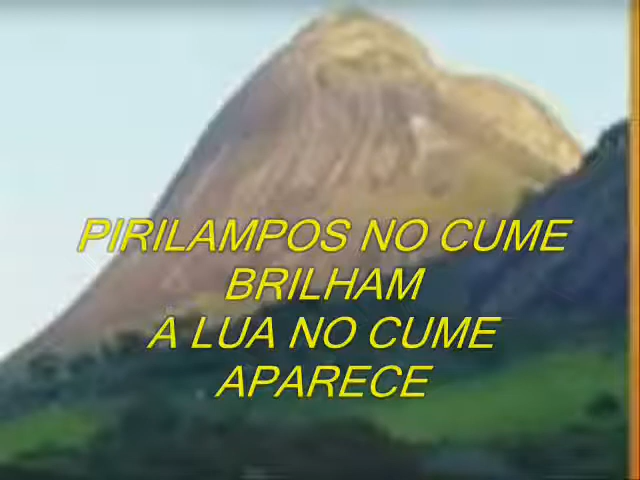 PIRILAMPOS NO CUME
BRILHAM
A LUA NO CUME
APARECE